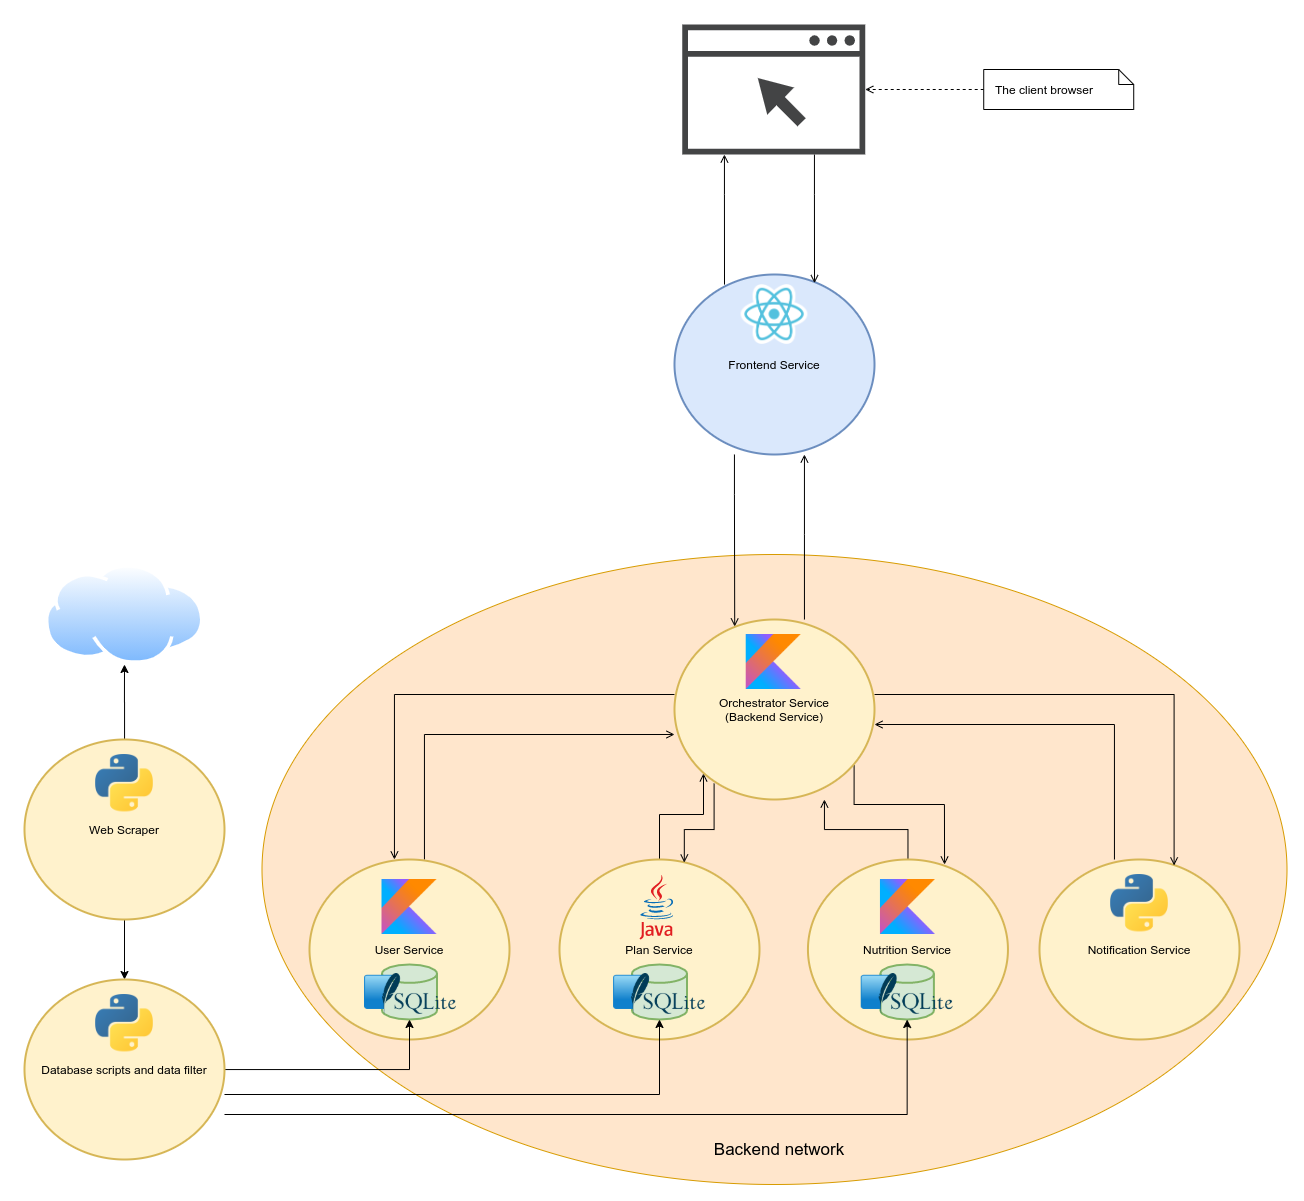 The client browser
Frontend Service
Orchestrator Service
(Backend Service)
Web Scraper
User Service
Plan Service
Nutrition Service
Notification Service
Java
SQLite
SQLite
SQLite
Database scripts and data filter
Backend network